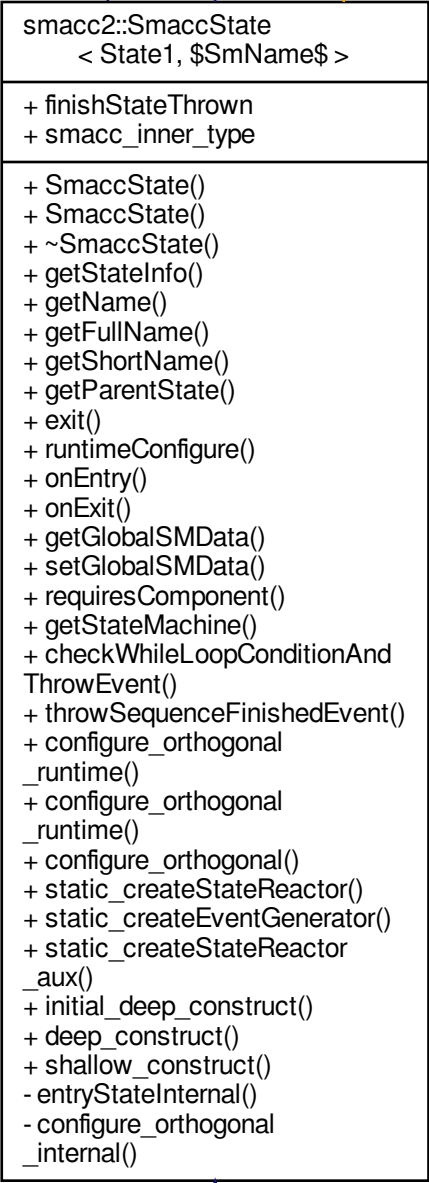 smacc2::SmaccState
< State1, $SmName$ >
+ finishStateThrown
+ smacc_inner_type
+ SmaccState()
+ SmaccState()
+ ~SmaccState()
+ getStateInfo()
+ getName()
+ getFullName()
+ getShortName()
+ getParentState()
+ exit()
+ runtimeConfigure()
+ onEntry()
+ onExit()
+ getGlobalSMData()
+ setGlobalSMData()
+ requiresComponent()
+ getStateMachine()
+ checkWhileLoopConditionAnd
ThrowEvent()
+ throwSequenceFinishedEvent()
+ configure_orthogonal
_runtime()
+ configure_orthogonal
_runtime()
+ configure_orthogonal()
+ static_createStateReactor()
+ static_createEventGenerator()
+ static_createStateReactor
_aux()
+ initial_deep_construct()
+ deep_construct()
+ shallow_construct()
- entryStateInternal()
- configure_orthogonal
_internal()